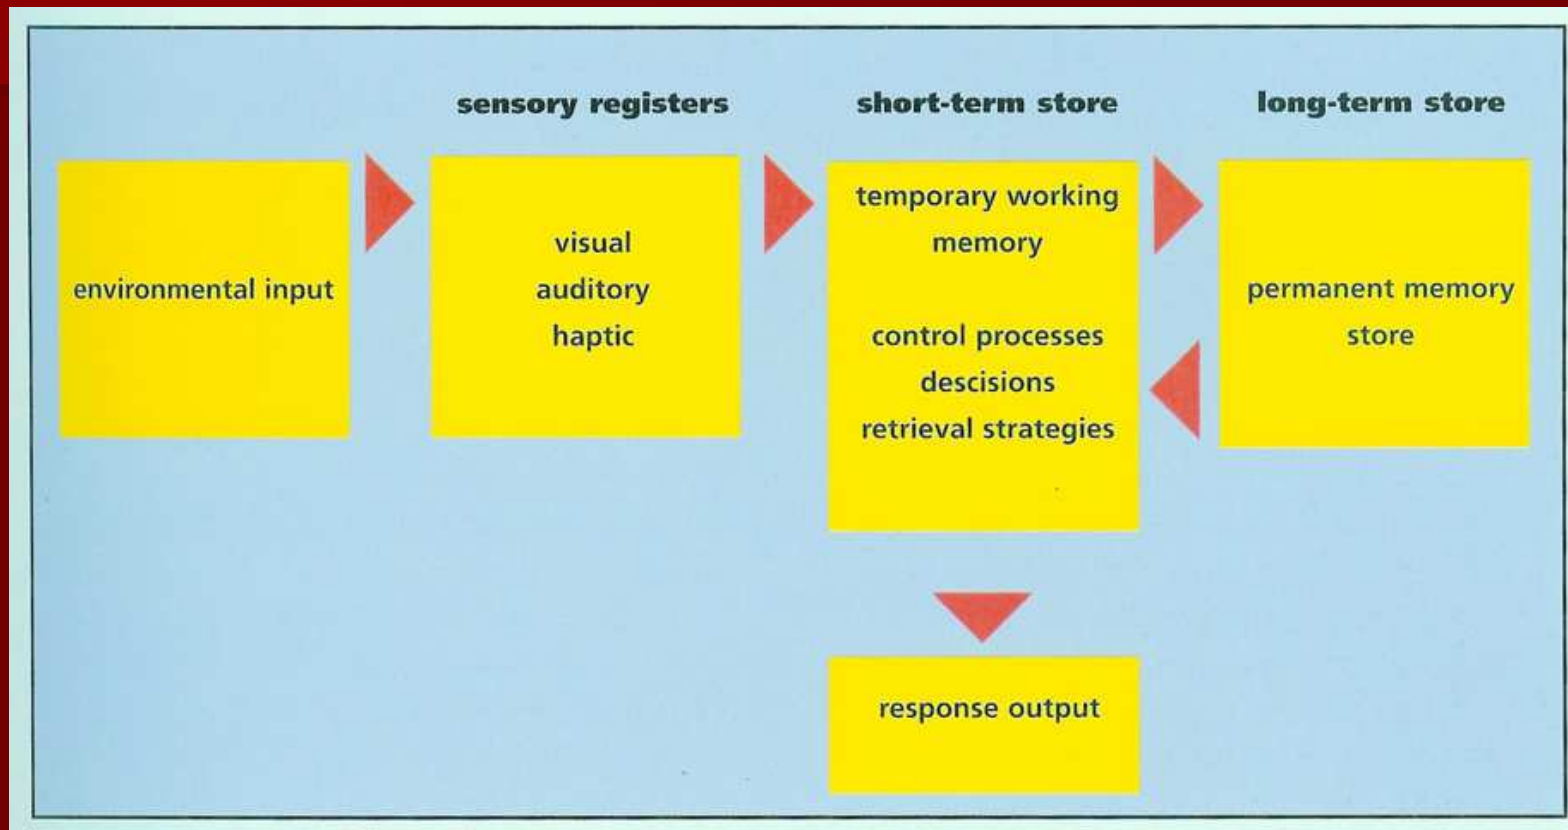 sensory registers
short-term store
long-term store
environmental input
visual
auditory
haptic
temporary working
memory
control processes
descisions
retrieval strategies
permanent memory
store
response output